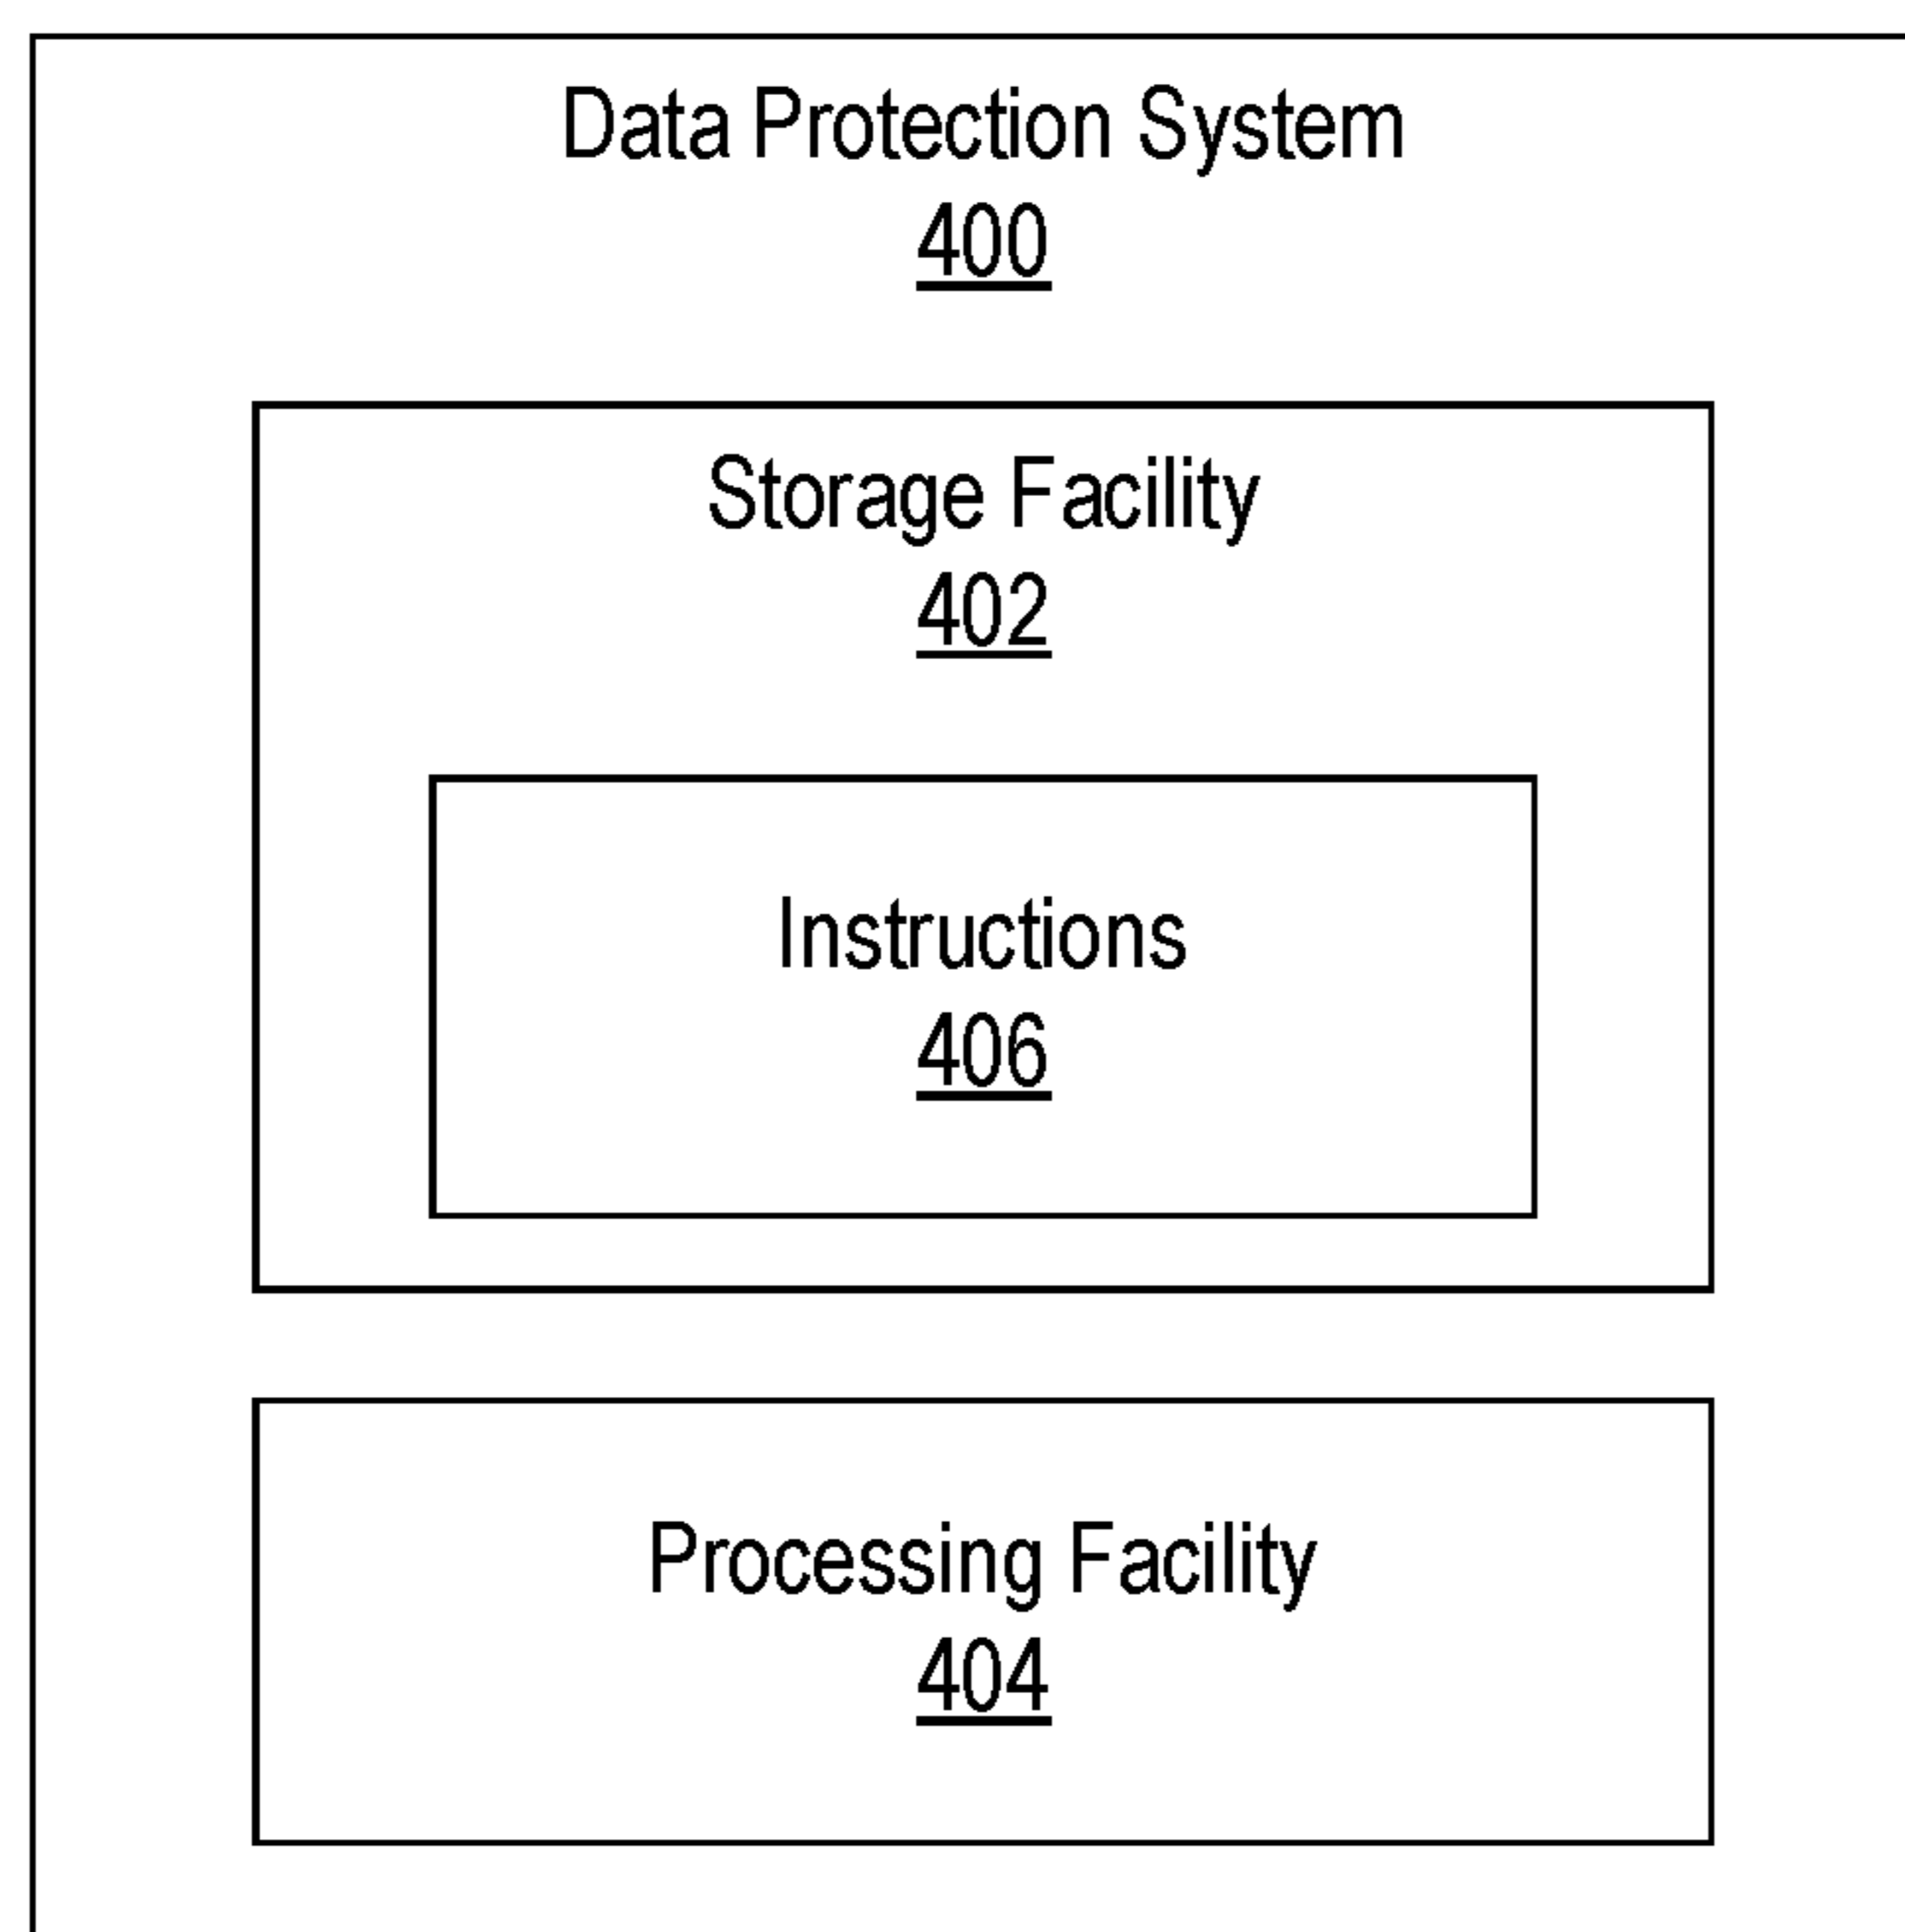 Data Protection System
400
Storage Facility
402
Instructions
406
Processing Facility
404